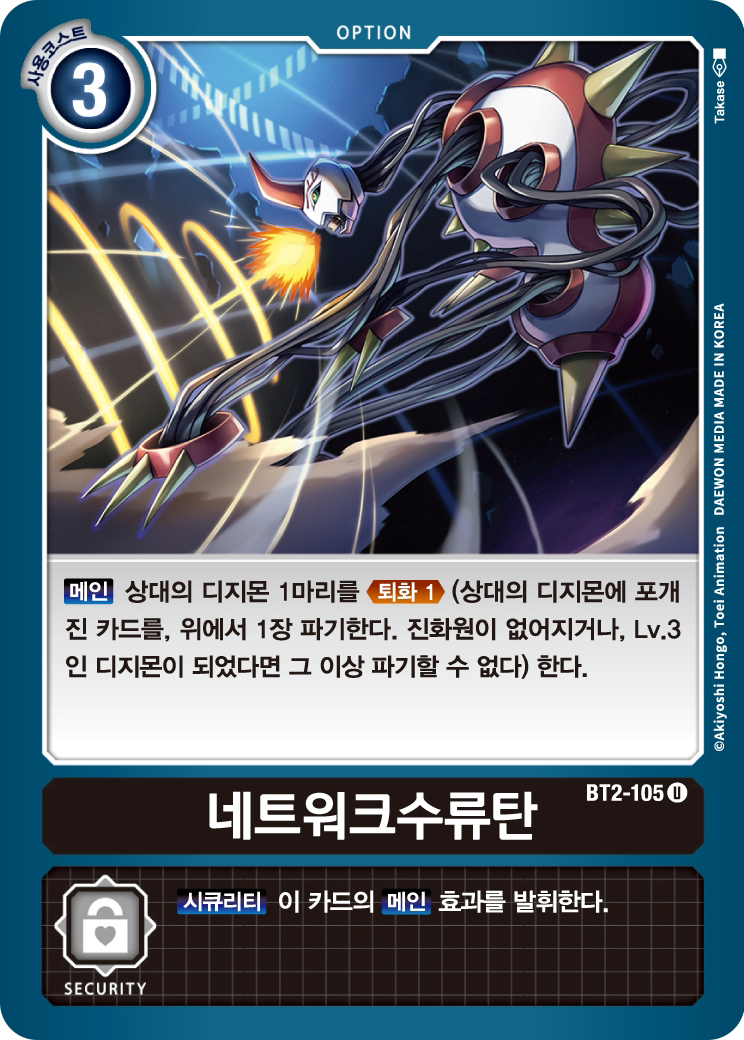 OPTION
사용코스트
3
Takase
메인 상대의 디지몬 1마리를 퇴화 1 (상대의 디지몬에 포개
진 카드를, 위에서 1장 파기한다. 진화원이 없어지거나, Lv.3
인 디지몬이 되었다면 그 이상 파기할 수 없다) 한다.
©Akiyoshi Hongo, Toei Animation DAEWON MEDIA MADE IN KOREA
BT2-105 U
네트워크수류탄
시큐리티 이 카드의 메인 효과를 발휘한다.
SECURITY